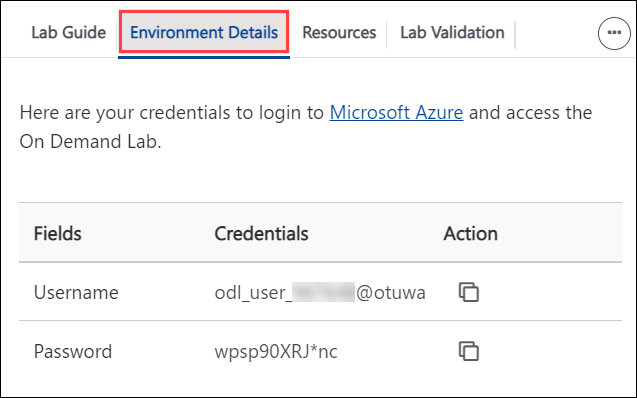 Lab Guide Environment Details Resources Lab Validation
Here are your credentials to login to Microsoft Azure and access the
On Demand Lab.
Fields Credentials Action
Username odl_user_ @otuwa
Password wpsp90XRJ*nc